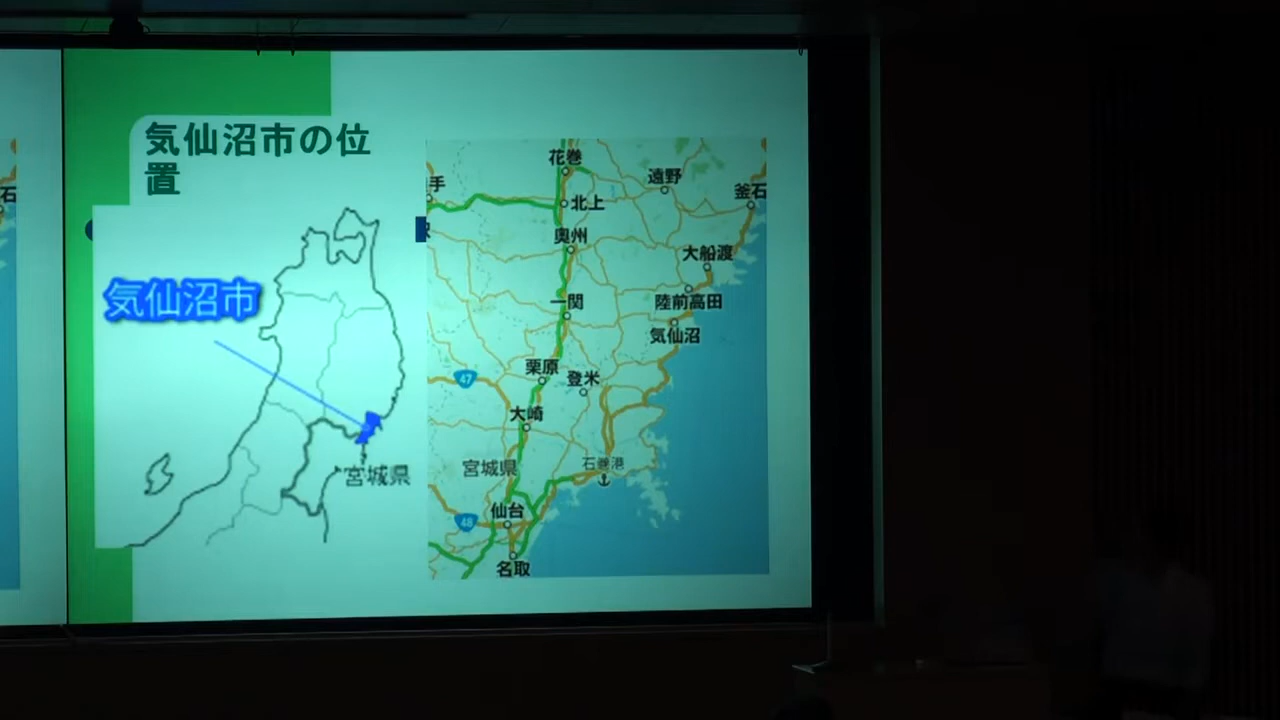 気仙沼市の位
置
気仙沼市
宮城県
花巻
手
遠野
釜石
北上
奥州
大船渡
一関
陸前高田
気仙沼
栗原
登米
47
大崎
宮城県
石巻港
48
仙台
名取
石